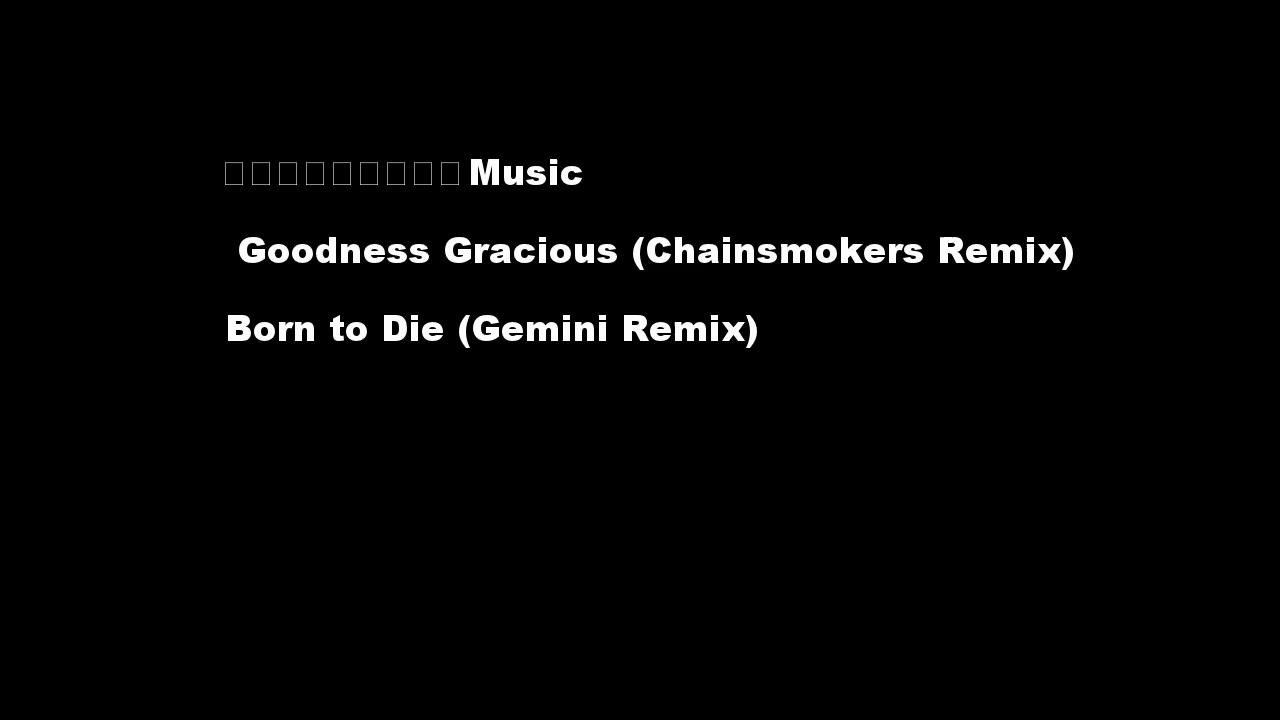 Music
Goodness Gracious (Chainsmokers Remix)
Born to Die (Gemini Remix)